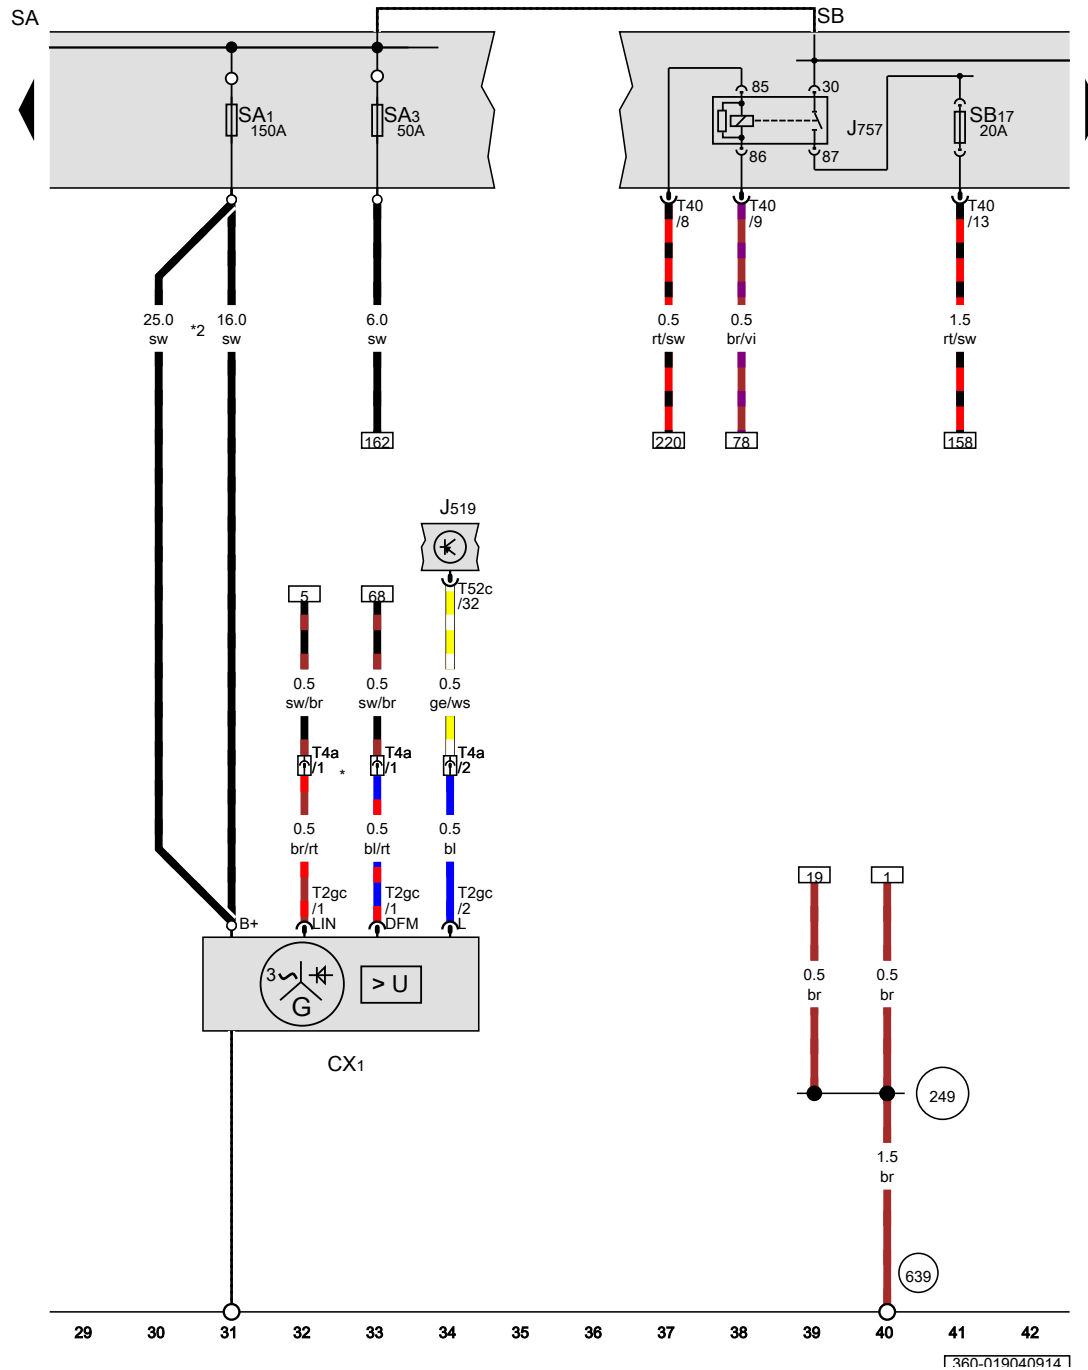 SA
SB
SA1
150A
SA3
50A
85
30
J757
86
87
SB17
20A
T40
/8
T40
/9
T40
/13
25.0
sw
*2
16.0
sw
6.0
sw
0.5
rt/sw
0.5
br/vi
1.5
rt/sw
162
220
78
158
J519
T52c
/32
5
68
0.5
sw/br
0.5
sw/br
0.5
ge/ws
T4a
/1
*
T4a
/1
T4a
/2
0.5
br/rt
0.5
bl/rt
0.5
bl
19
1
T2gc
/1
LIN
T2gc
/1
DFM
T2gc
/2
L
B+
3
G
> U
CX1
0.5
br
0.5
br
249
1.5
br
639
29 30 31 32 33 34 35 36 37 38 39 40 41 42
360-019040914